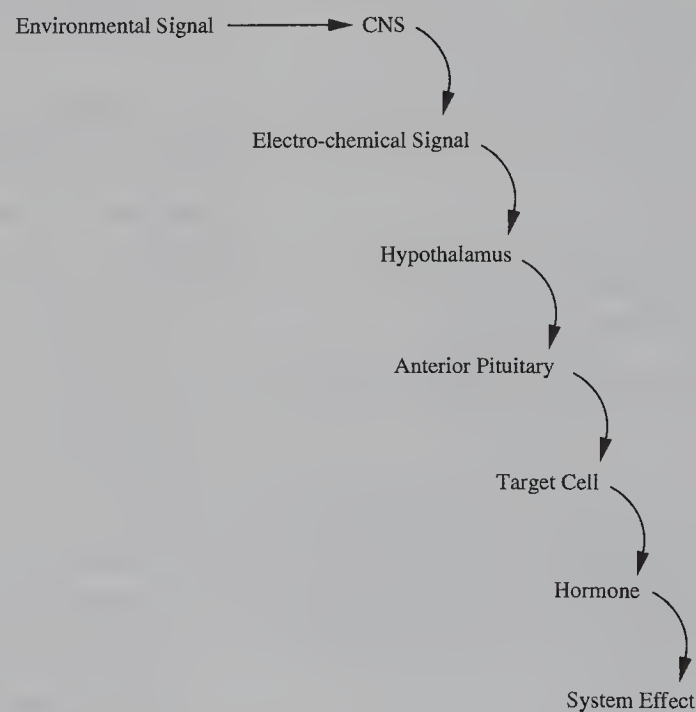 Environmental Signal CNS
Electro-chemical Signal
Hypothalamus
Anterior Pituitary
Target Cell
Hormone
System Effect